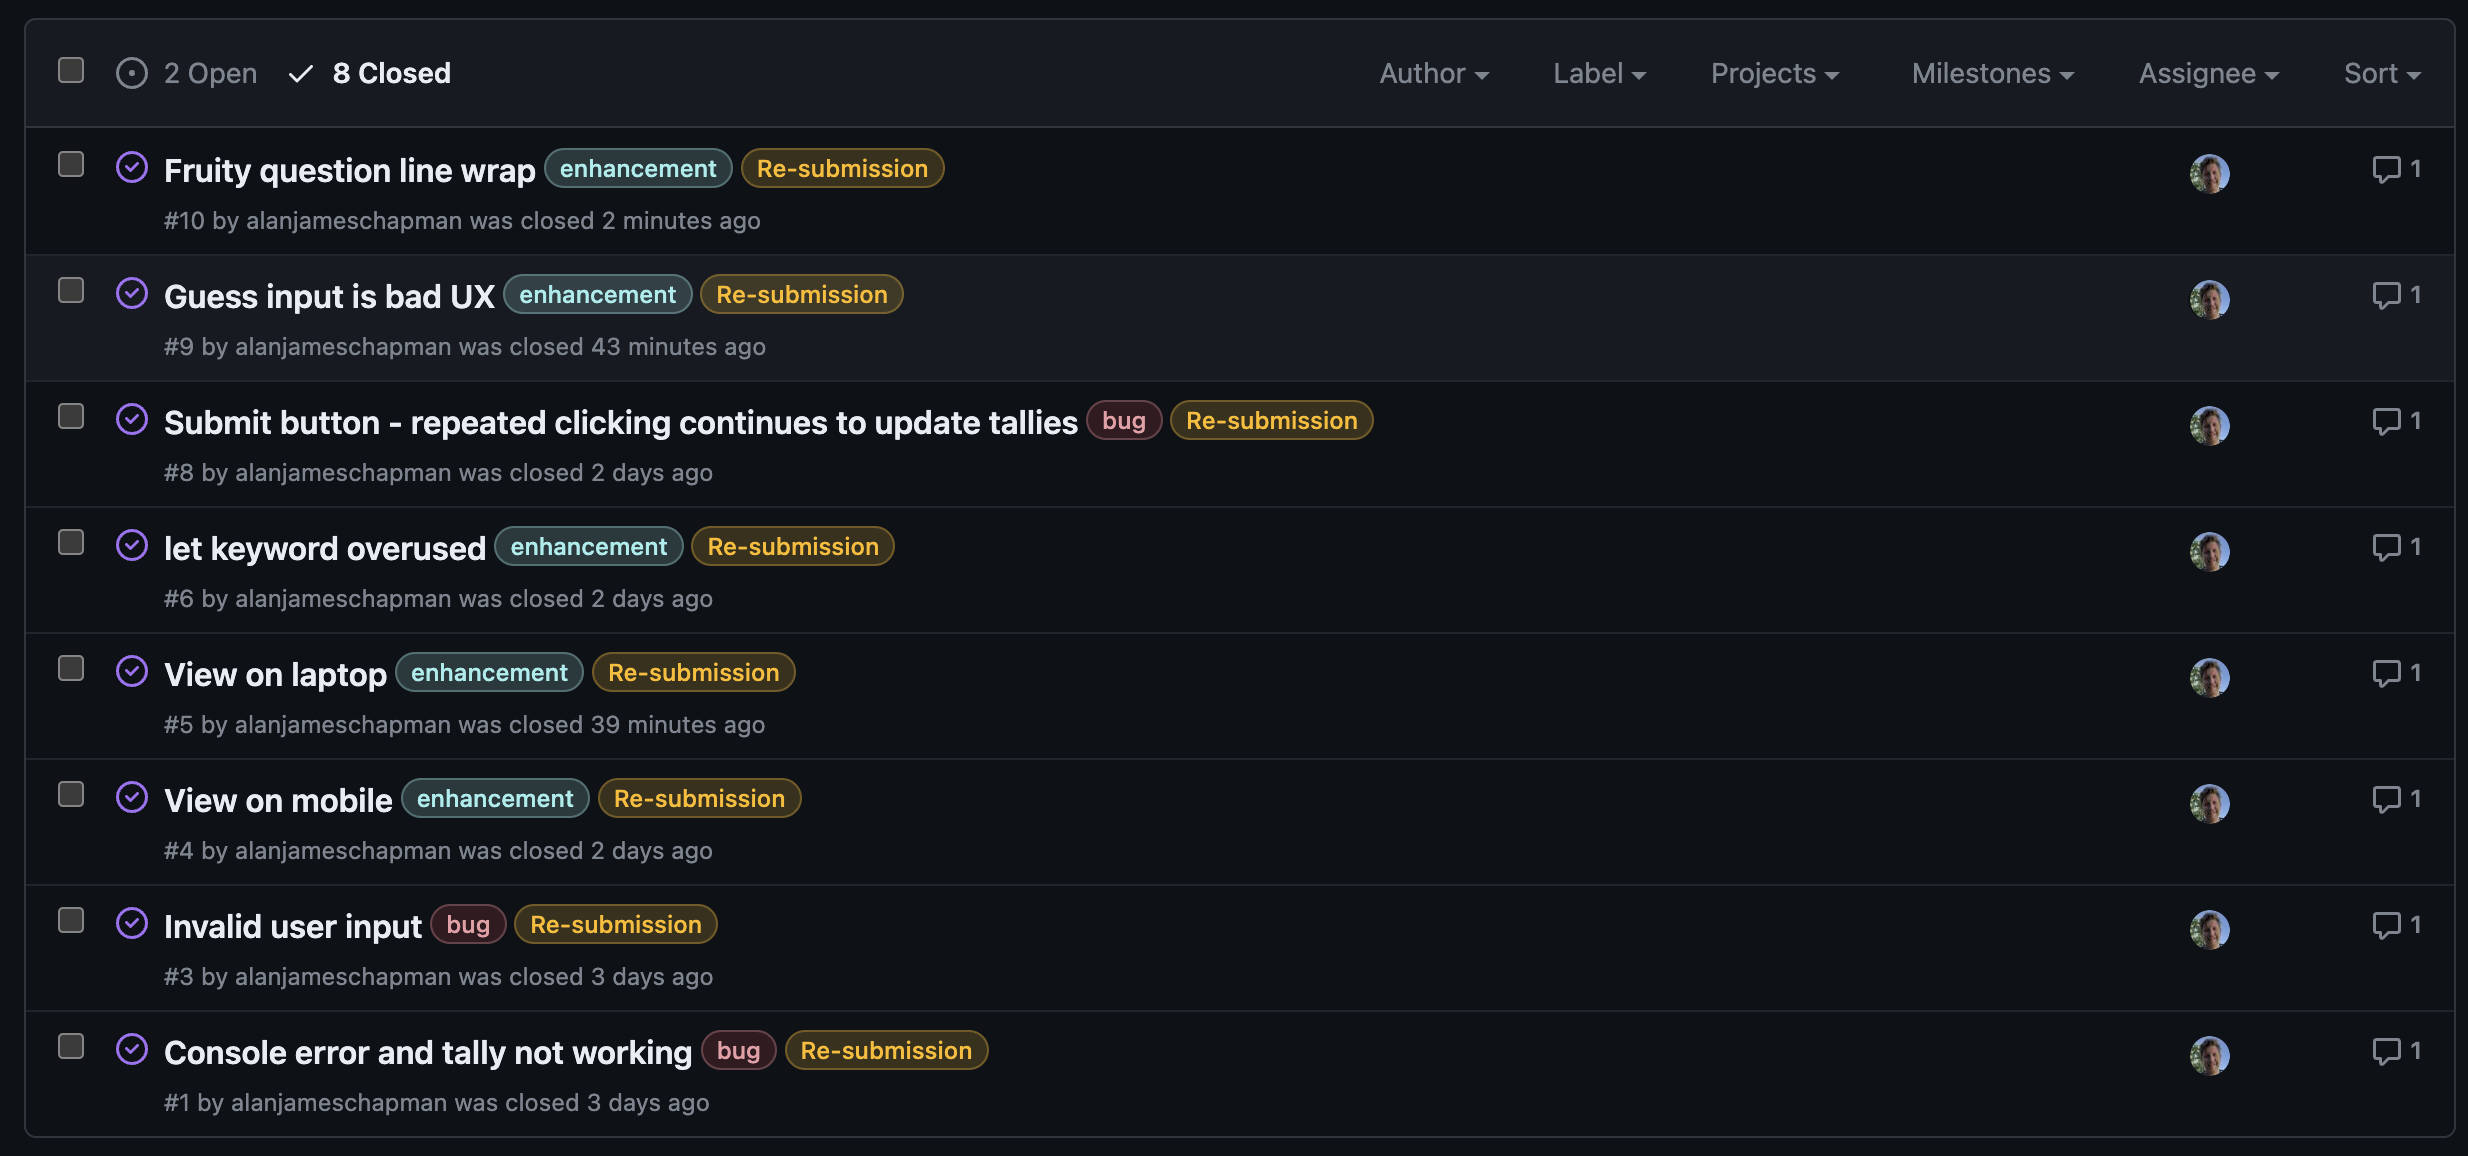 2 Open 8 Closed Author Label Projects Milestones Assignee Sort
Fruity question line wrap enhancement Re-submission 1
#10 by alanjameschapman was closed 2 minutes ago
Guess input is bad UX enhancement Re-submission 1
#9 by alanjameschapman was closed 43 minutes ago
Submit button - repeated clicking continues to update tallies bug Re-submission 1
#8 by alanjameschapman was closed 2 days ago
let keyword overused enhancement Re-submission 1
#6 by alanjameschapman was closed 2 days ago
View on laptop enhancement Re-submission 1
#5 by alanjameschapman was closed 39 minutes ago
View on mobile enhancement Re-submission 1
#4 by alanjameschapman was closed 2 days ago
Invalid user input bug Re-submission 1
#3 by alanjameschapman was closed 3 days ago
Console error and tally not working bug Re-submission 1
#1 by alanjameschapman was closed 3 days ago